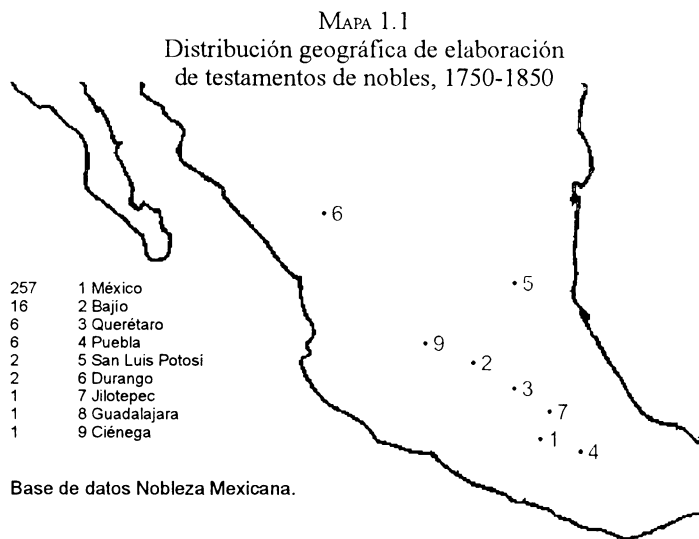 MAPA 1.1
Distribución geográfica de elaboración
de testamentos de nobles, 1750-1850
6
5
9
2
3
7
1
4
257 1 México
16 2 Bajío
6 3 Querétaro
6 4 Puebla
2 5 San Luis Potosí
2 6 Durango
1 7 Jilotepec
1 8 Guadalajara
1 9 Ciénega
Base de datos Nobleza Mexicana.